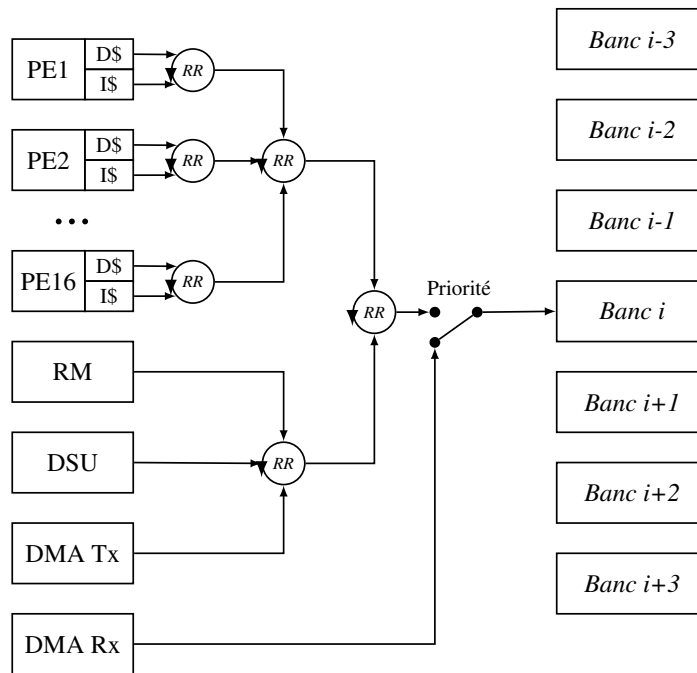 PE1
D$
I$
RR
PE2
D$
I$
RR
RR
...
PE16
D$
I$
RR
RR
Priorité
RM
DSU
RR
DMA Tx
DMA Rx
Banc i-3
Banc i-2
Banc i-1
Banc i
Banc i+1
Banc i+2
Banc i+3